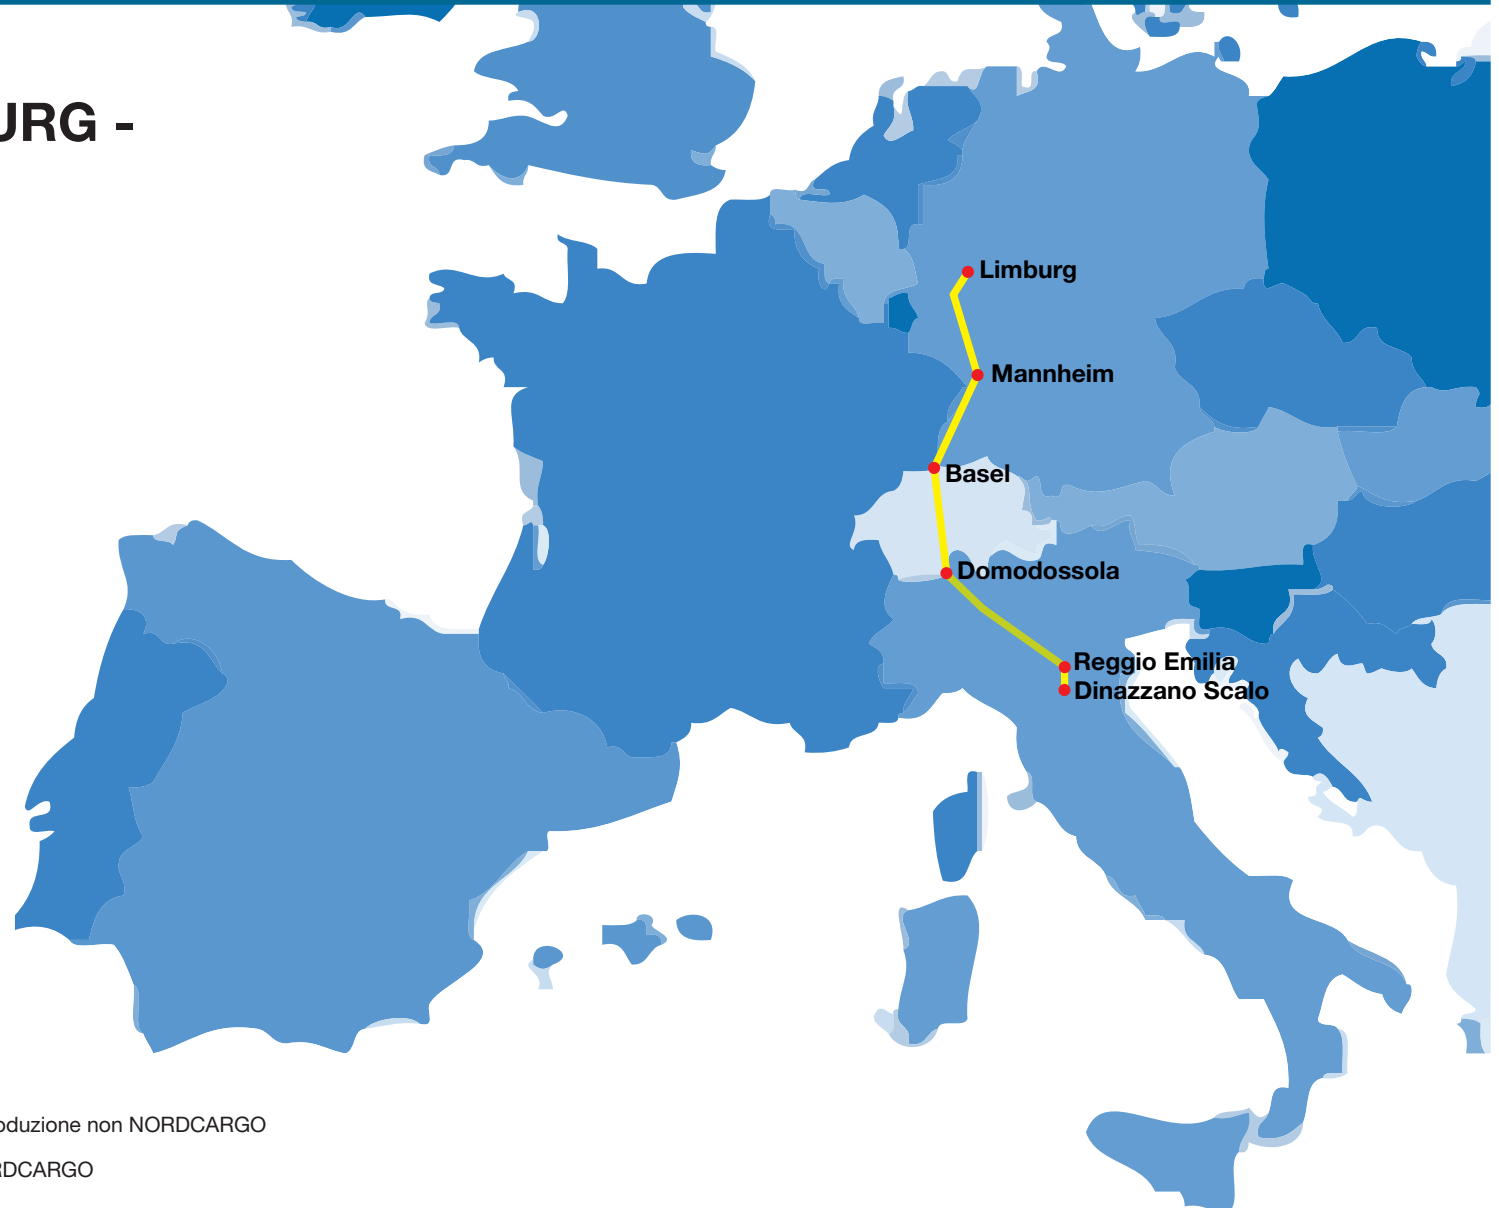 URG -
Limburg
Mannheim
Basel
Domodossola
Reggio Emilia
Dinazzano Scalo
oduzione non NORDCARGO
RDCARGO